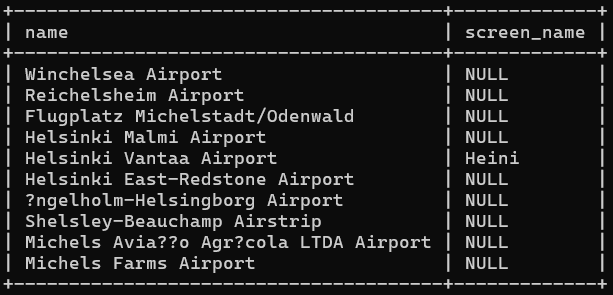 name screen_name
Winchelsea Airport NULL
Reichelsheim Airport NULL
Flugplatz Michelstadt/Odenwald NULL
Helsinki Malmi Airport NULL
Helsinki Vantaa Airport Heini
Helsinki East-Redstone Airport NULL
?ngelholm-Helsingborg Airport NULL
Shelsley-Beauchamp Airstrip NULL
Michels Avia??o Agr?cola LTDA Airport NULL
Michels Farms Airport NULL